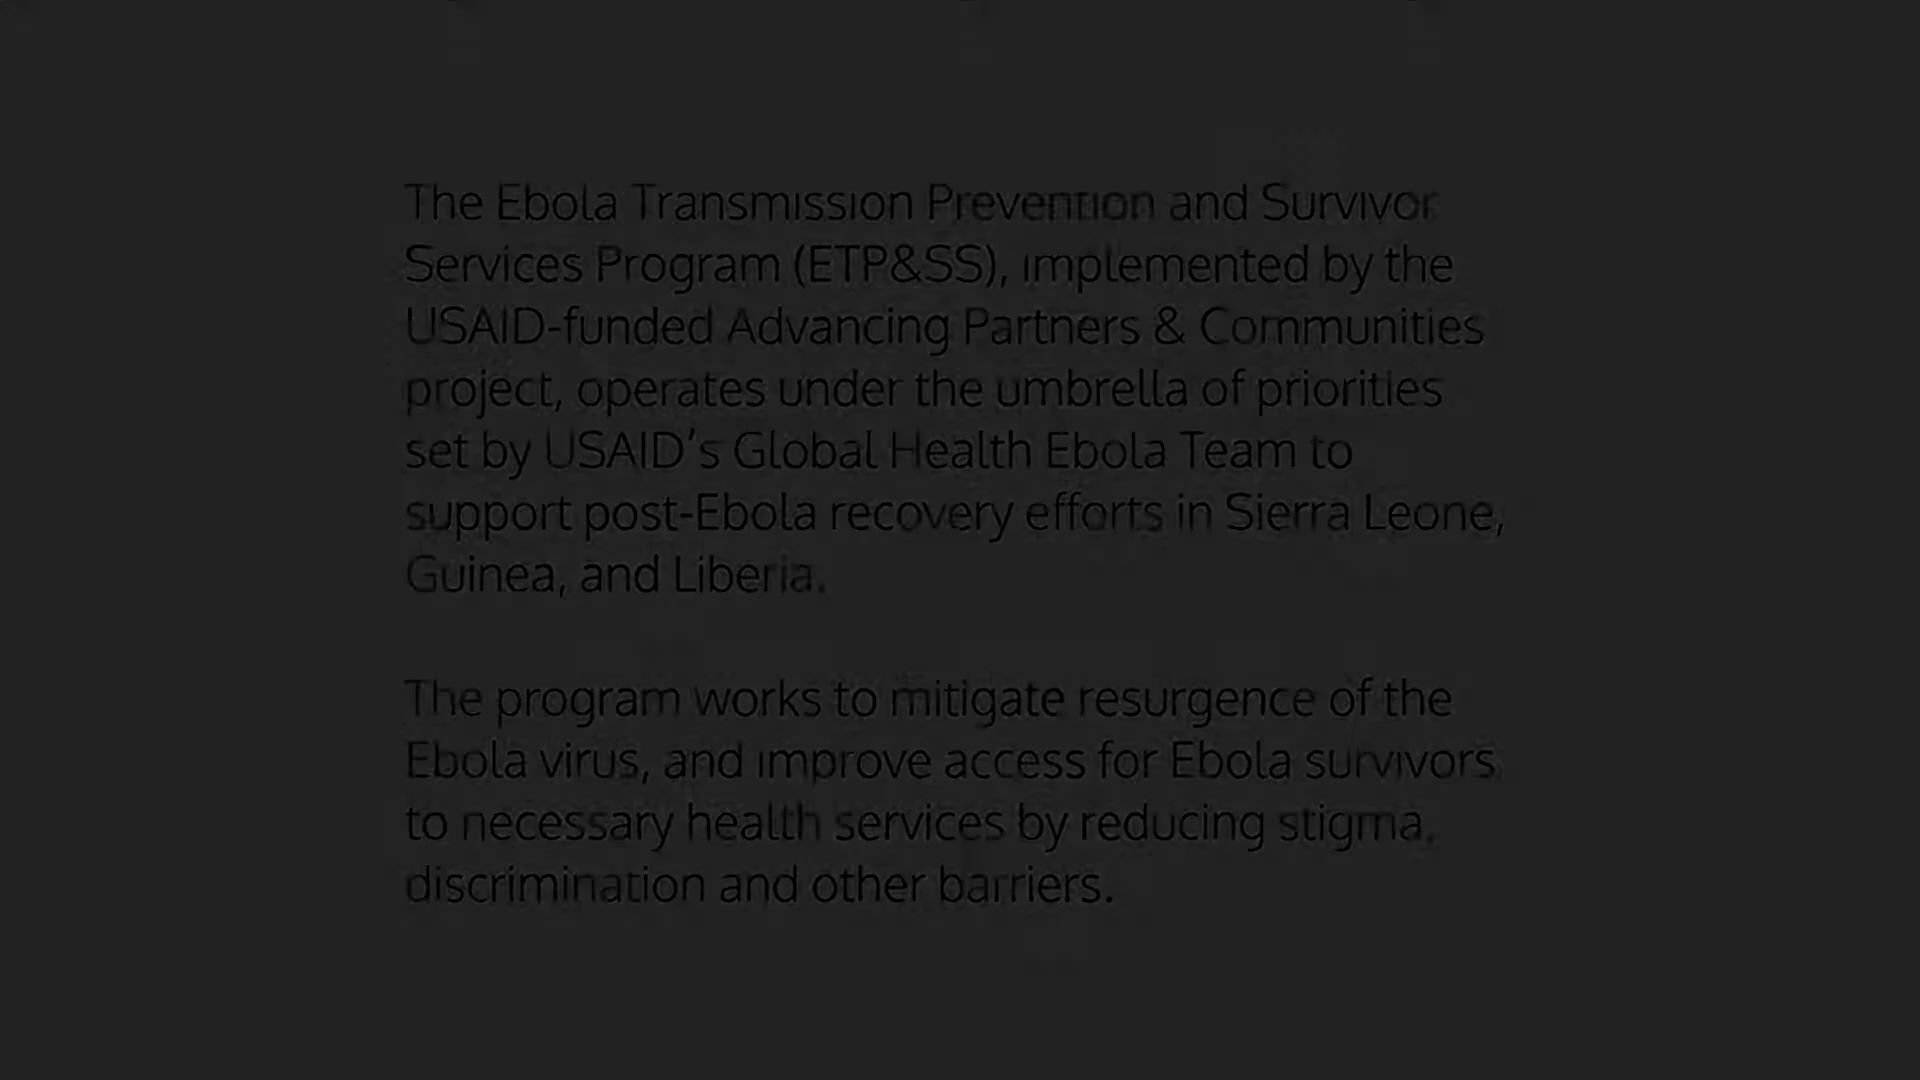 The Ebola Transmission Prevention and Survivor
Services Program (ETP&SS), implemented by the
USAID-funded Advancing Partners & Communities
project, operates under the umbrella of priorities
set by USAID's Global Health Ebola Team to
support post-Ebola recovery efforts in Sierra Leone,
Guinea, and Liberia.
The program works to mitigate resurgence of the
Ebola virus, and improve access for Ebola survivors
to necessary health services by reducing stigma,
discrimination and other barriers.